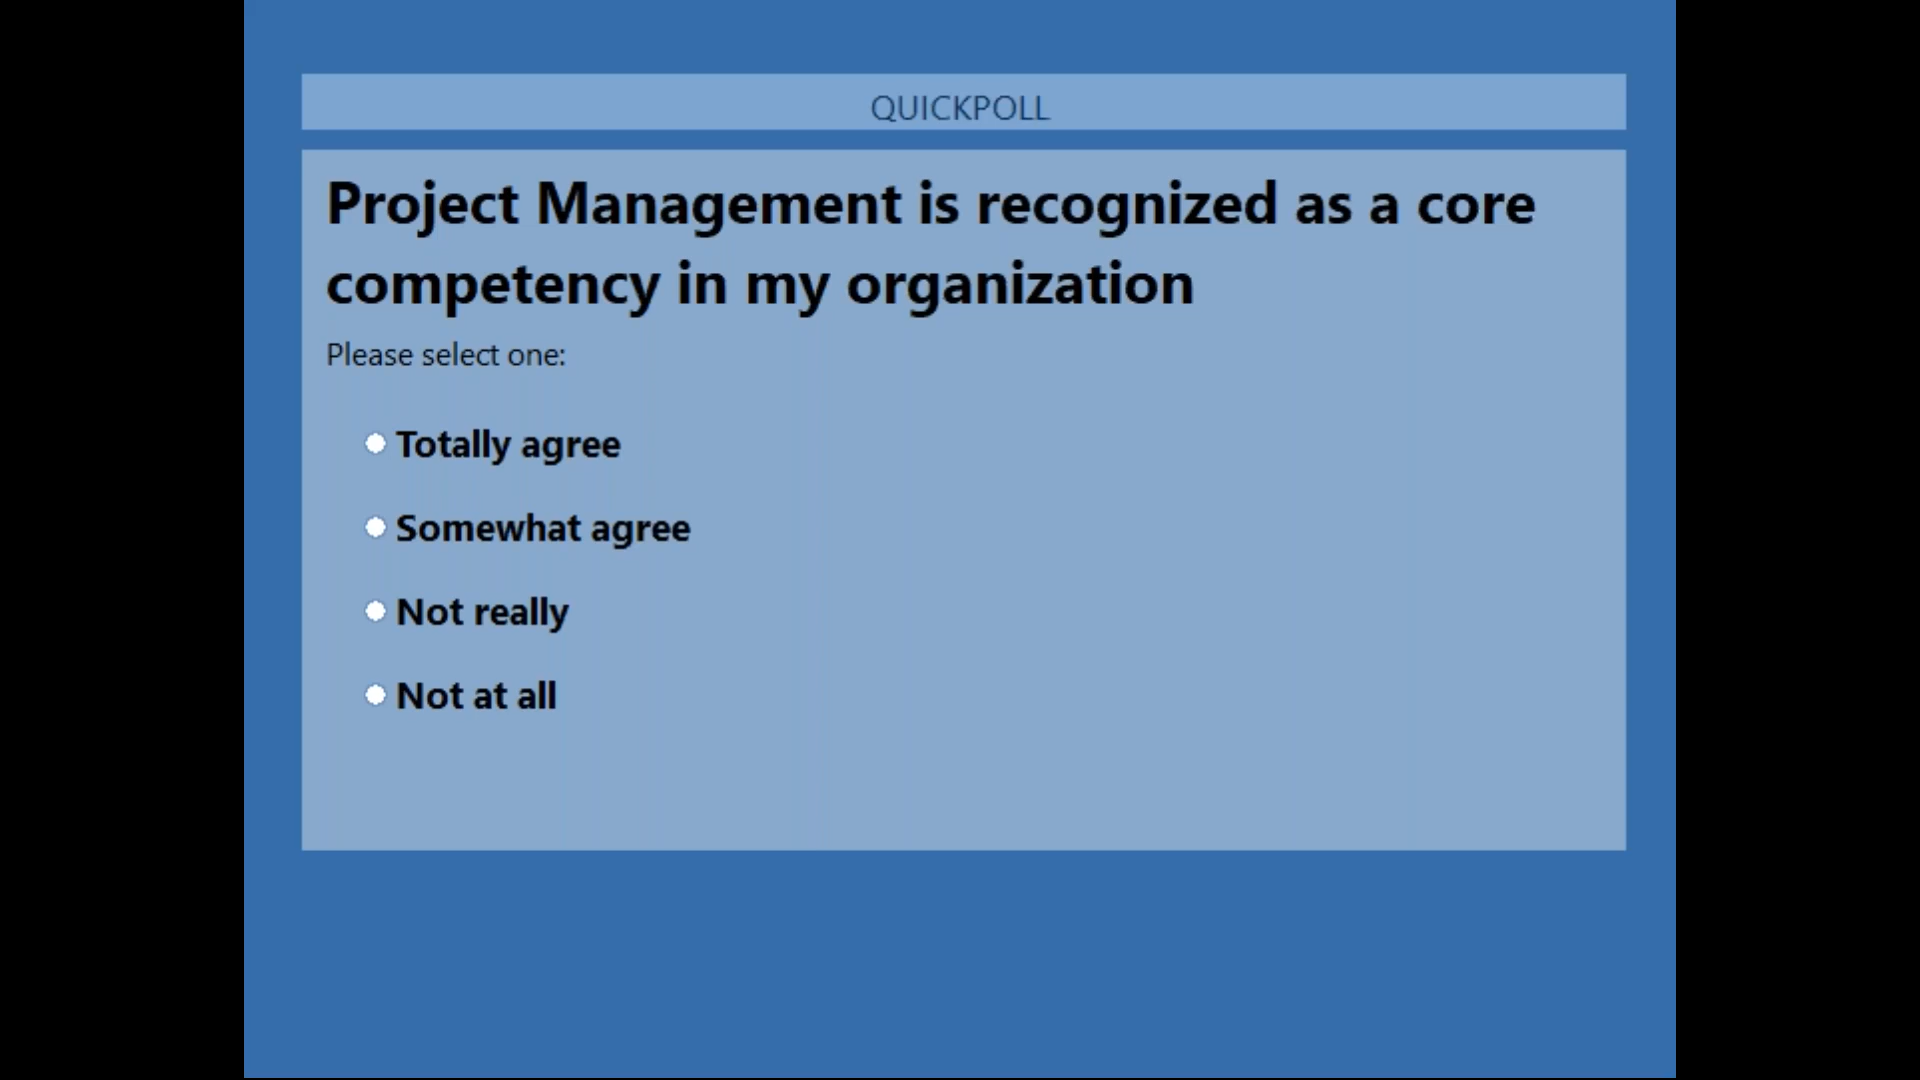 QUICKPOLL
Project Management is recognized as a core
competency in my organization
Please select one:
Totally agree
Somewhat agree
Not really
Not at all